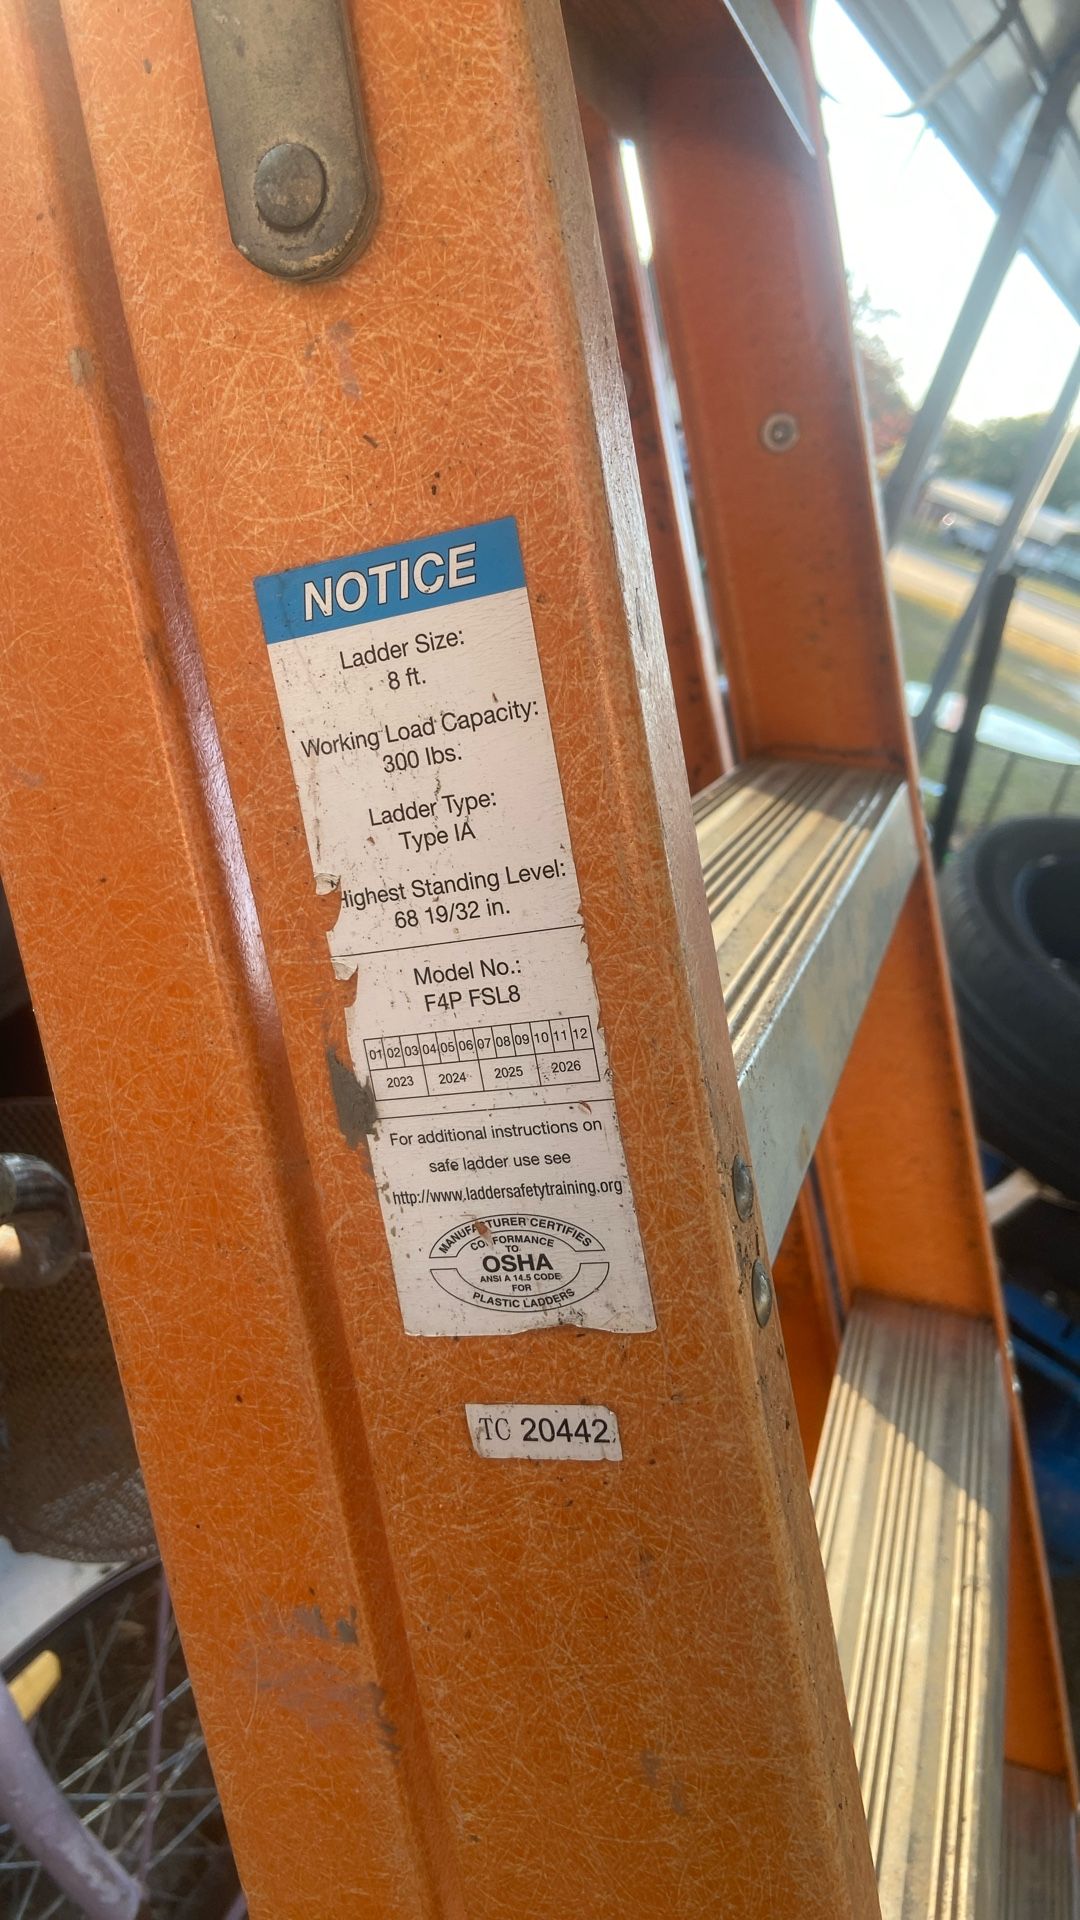 NOTICE
Ladder Size:
8 ft.
Working Load Capacity:
300 lbs.
Ladder Type:
Type IA
Highest Standing Level:
68 19/32 in.
Model No.:
F4P FSL8
01 02 03 04 05 06 07 08 09 10 11 12
2023 2024 2025 2026
For additional instructions on
safe ladder use see
http://www.laddersafetytraining.org
MANUFACTURER CERTIFIES
CONFORMANCE
TO
OSHA
ANSI A 14.5 CODE
FOR
PLASTIC LADDERS
TC 20442